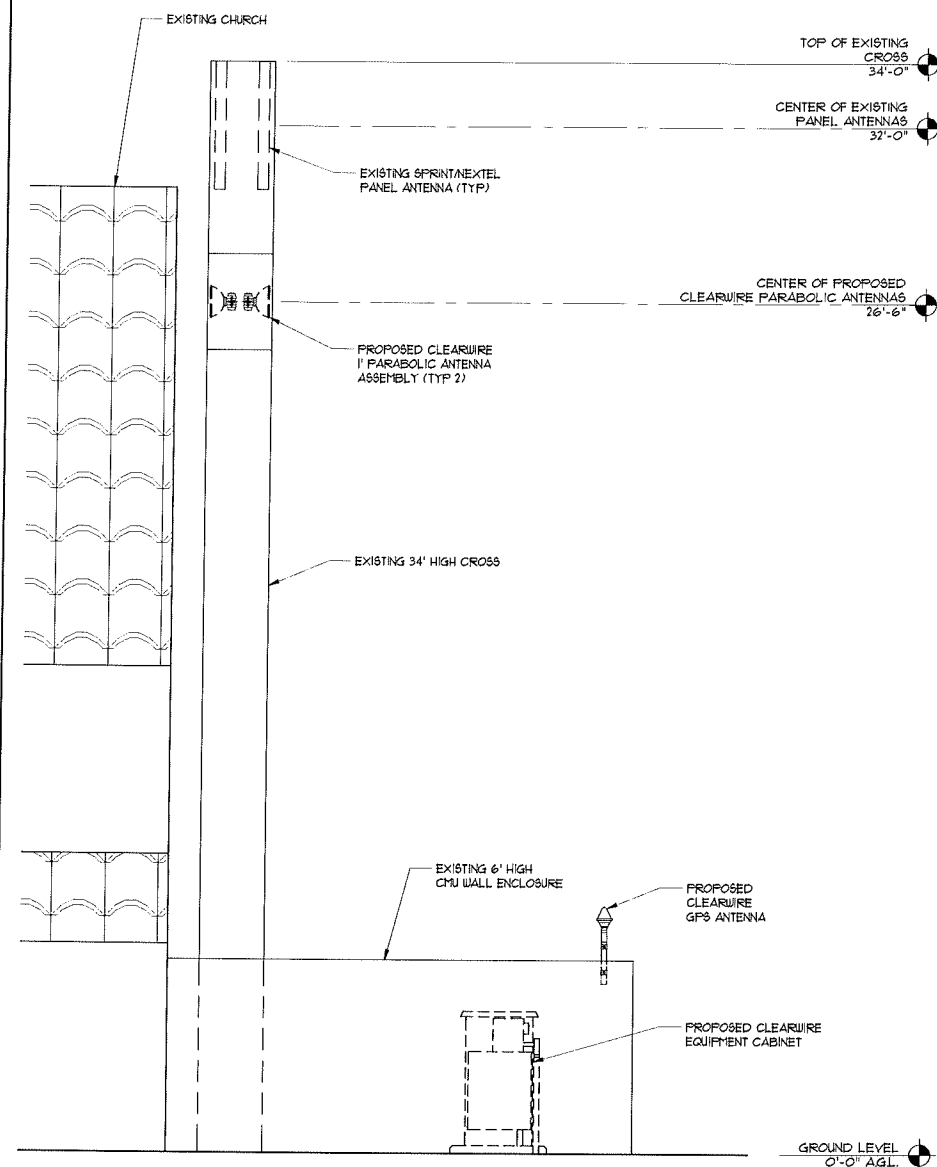 EXISTING CHURCH
TOP OF EXISTING
CROSS
34'-0"
CENTER OF EXISTING
PANEL ANTENNAS
32'-0"
EXISTING SPRINT/NEXTEL
PANEL ANTENNA (TYP)
CENTER OF PROPOSED
CLEARWIRE PARABOLIC ANTENNAS
26'-6"
PROPOSED CLEARWIRE
1' PARABOLIC ANTENNA
ASSEMBLY (TYP 2)
EXISTING 34' HIGH CROSS
EXISTING 6' HIGH
CMU WALL ENCLOSURE
PROPOSED
CLEARWIRE
GPS ANTENNA
PROPOSED CLEARWIRE
EQUIPMENT CABINET
GROUND LEVEL
0'-0" AGL.